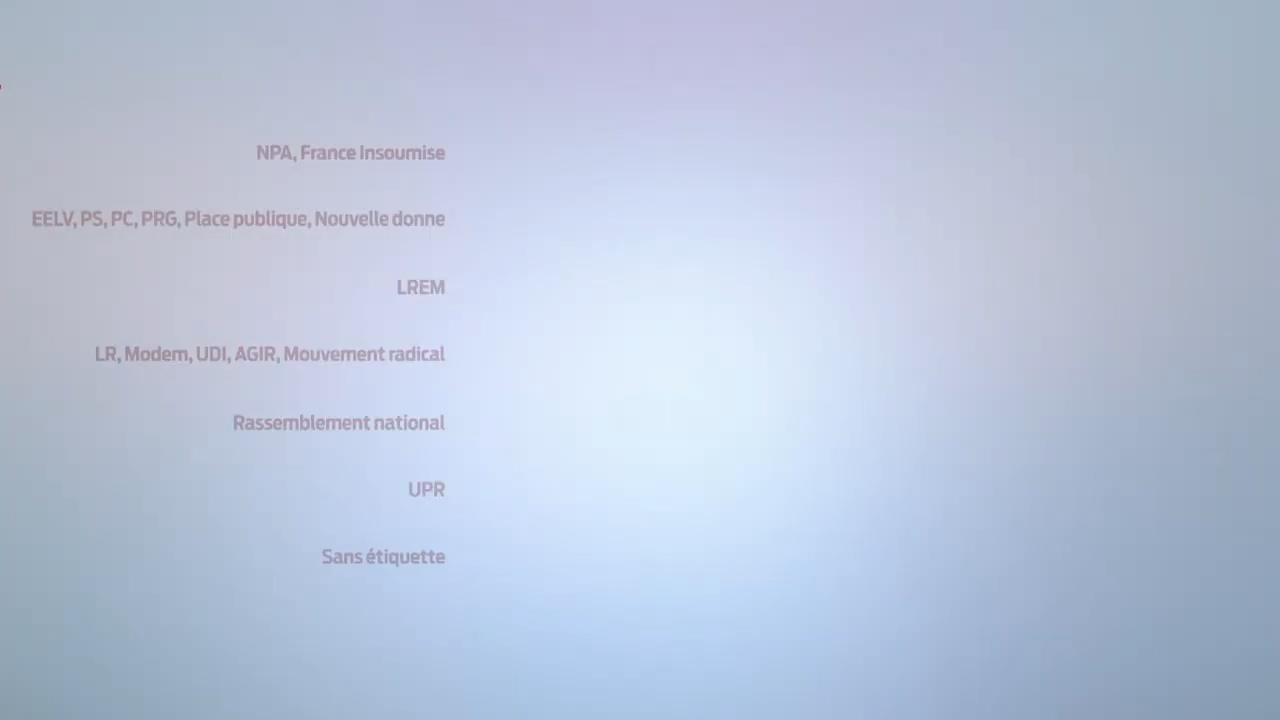 NPA, France Insoumise
EELV, PS, PC, PRG, Place publique, Nouvelle donne
LREM
LR, Modem, UDI, AGIR, Mouvement radical
Rassemblement national
UPR
Sans étiquette